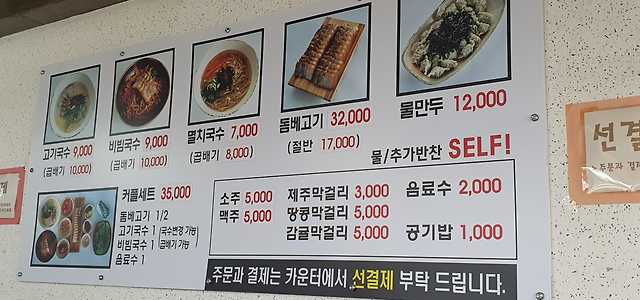 고기국수 9,000
(곱배기 10,000)
비빔국수 9,000
(곱배기 10,000)
멸치국수 7,000
(곱배기 8,000)
돔베고기 32,000
(절반 17,000)
물만두 12,000
물/추가반찬 SELF!
커플세트 35,000
돔베고기 1/2
고기국수 1 (국수변경 가능)
비빔국수 1 (곱배기 가능)
음료수 1
소주 5,000
맥주 5,000
제주막걸리 3,000
땅콩막걸리 5,000
감귤막걸리 5,000
음료수 2,000
공기밥 1,000
주문과 결제는 카운터에서 선결제 부탁 드립니다.
선결
주문과 결제